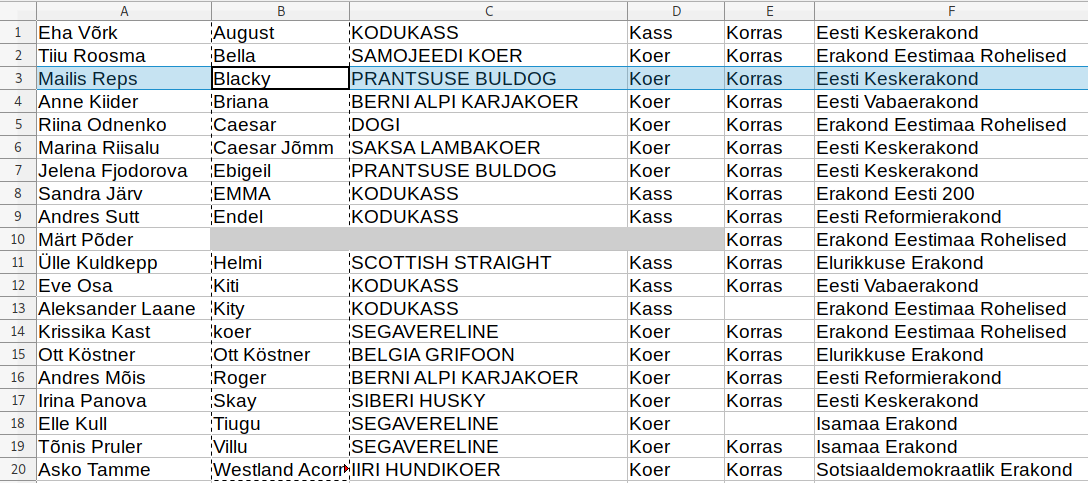 A B C D E F
1 Eha Võrk August KODUKASS Kass Korras Eesti Keskerakond
2 Tiiu Roosma Bella SAMOJEEDI KOER Koer Korras Erakond Eestimaa Rohelised
3 Mailis Reps Blacky PRANTSUSE BULDOG Koer Korras Eesti Keskerakond
4 Anne Kiider Briana BERNI ALPI KARJAKOER Koer Korras Eesti Vabaerakond
5 Riina Odnenko Caesar DOGI Koer Korras Erakond Eestimaa Rohelised
6 Marina Riisalu Caesar Jõmm SAKSA LAMBAKOER Koer Korras Eesti Keskerakond
7 Jelena Fjodorova Ebigeil PRANTSUSE BULDOG Koer Korras Eesti Keskerakond
8 Sandra Järv EMMA KODUKASS Kass Korras Erakond Eesti 200
9 Andres Sutt Endel KODUKASS Kass Korras Eesti Reformierakond
10 Märt Põder Korras Erakond Eestimaa Rohelised
11 Ülle Kuldkepp Helmi SCOTTISH STRAIGHT Kass Korras Elurikkuse Erakond
12 Eve Osa Kiti KODUKASS Kass Korras Eesti Vabaerakond
13 Aleksander Laane Kity KODUKASS Kass Erakond Eestimaa Rohelised
14 Krissika Kast koer SEGAVERELINE Koer Korras Erakond Eestimaa Rohelised
15 Ott Köstner Ott Köstner BELGIA GRIFOON Koer Korras Elurikkuse Erakond
16 Andres Mõis Roger BERNI ALPI KARJAKOER Koer Korras Eesti Reformierakond
17 Irina Panova Skay SIBERI HUSKY Koer Korras Eesti Keskerakond
18 Elle Kull Tiugu SEGAVERELINE Koer Isamaa Erakond
19 Tõnis Pruler Villu SEGAVERELINE Koer Korras Isamaa Erakond
20 Asko Tamme Westland IIRI HUNDIKOER Koer Korras Sotsiaaldemokraatlik Erakond